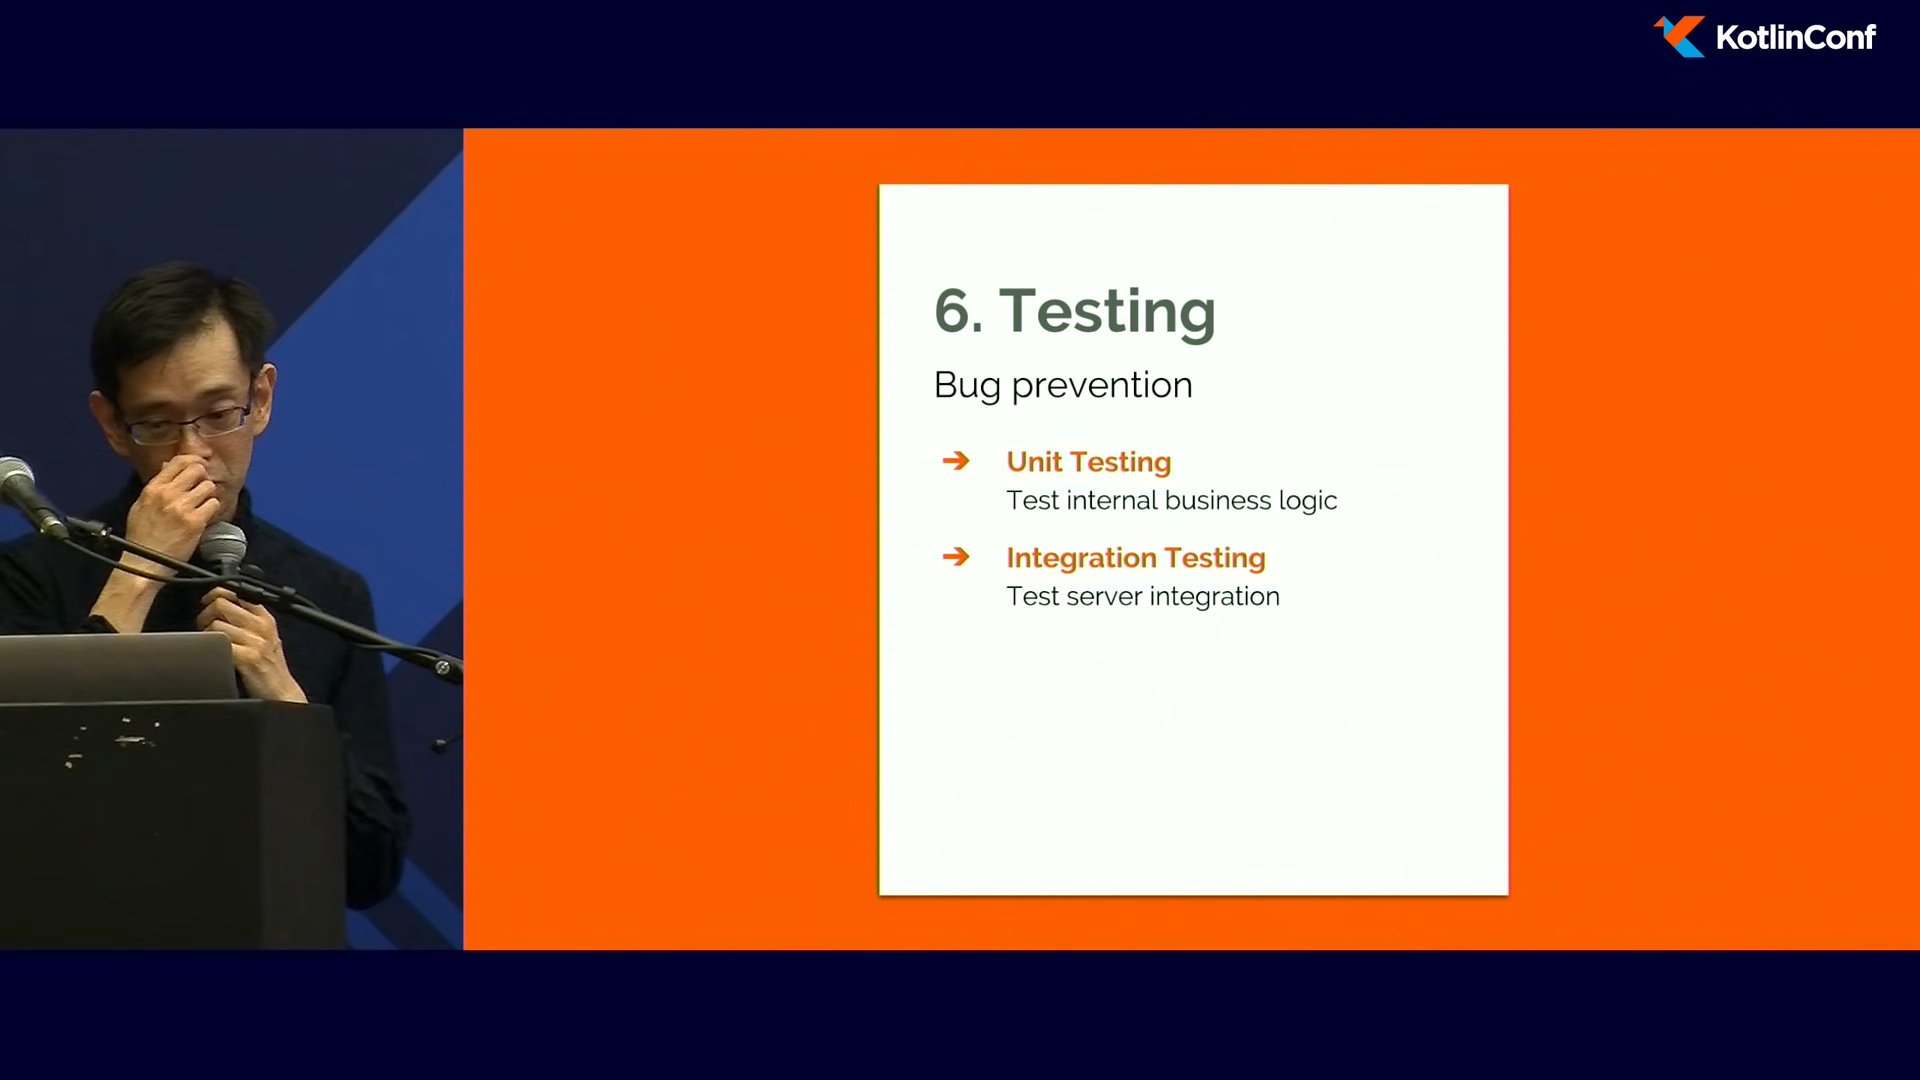 KotlinConf
6. Testing
Bug prevention
➔ Unit Testing
Test internal business logic
➔ Integration Testing
Test server integration